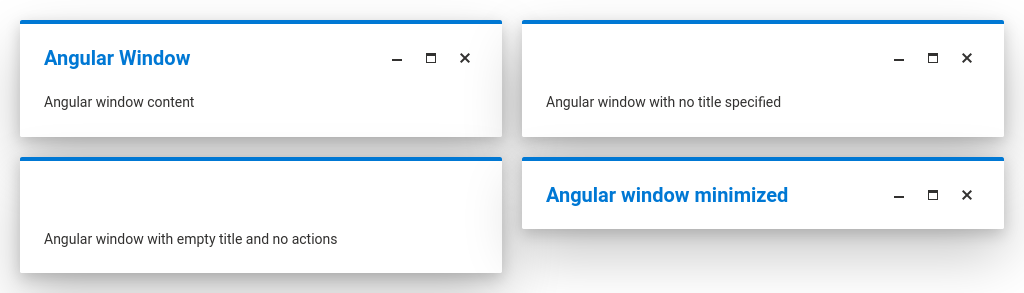 Angular Window
Angular window content
Angular window with no title specified
Angular window with empty title and no actions
Angular window minimized